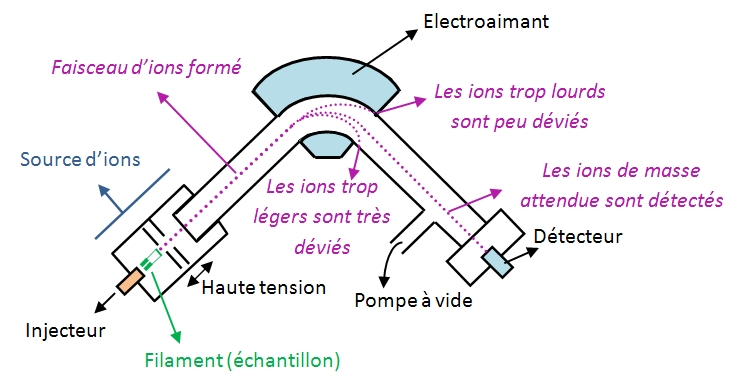 Electroaimant
Faisceau d'ions formé
Les ions trop lourds
sont peu déviés
Source d'ions
Les ions trop
légers sont très
déviés
Les ions de masse
attendue sont détectés
Détecteur
Haute tension
Pompe à vide
Injecteur
Filament (échantillon)